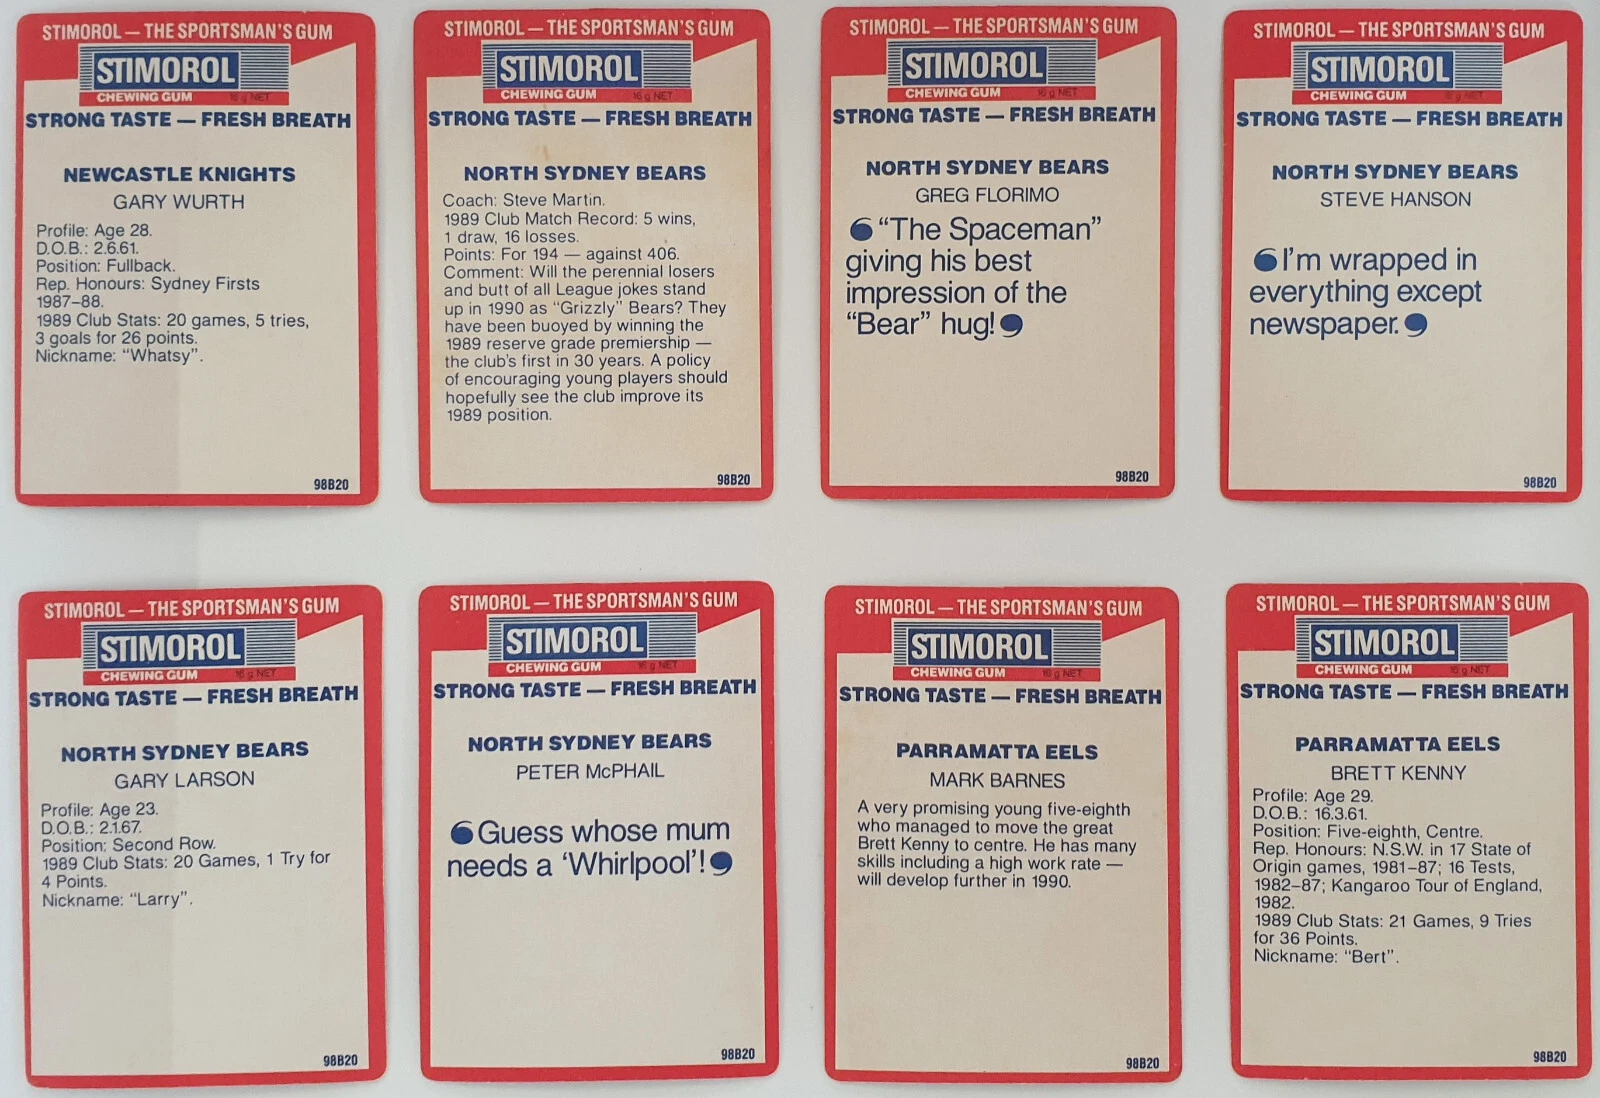 STIMOROL — THE SPORTSMAN'S GUM
STIMOROL
CHEWING GUM 16 g NET
STRONG TASTE — FRESH BREATH
NEWCASTLE KNIGHTS
GARY WURTH
Profile: Age 28.
D.O.B.: 2.6.61.
Position: Fullback.
Rep. Honours: Sydney Firsts
1987–88.
1989 Club Stats: 20 games, 5 tries,
3 goals for 26 points.
Nickname: “Whatsy”.
98B20
STIMOROL — THE SPORTSMAN'S GUM
STIMOROL
CHEWING GUM 16 g NET
STRONG TASTE — FRESH BREATH
NORTH SYDNEY BEARS
Coach: Steve Martin.
1989 Club Match Record: 5 wins,
1 draw, 16 losses.
Points: For 194 — against 406.
Comment: Will the perennial losers
and butt of all League jokes stand
up in 1990 as “Grizzly” Bears? They
have been buoyed by winning the
1989 reserve grade premiership —
the club's first in 30 years. A policy
of encouraging young players should
hopefully see the club improve its
1989 position.
98B20
STIMOROL — THE SPORTSMAN'S GUM
STIMOROL
CHEWING GUM 16 g NET
STRONG TASTE — FRESH BREATH
NORTH SYDNEY BEARS
GREG FLORIMO
‘“The Spaceman”
giving his best
impression of the
“Bear” hug!’
98B20
STIMOROL — THE SPORTSMAN'S GUM
STIMOROL
CHEWING GUM 16 g NET
STRONG TASTE — FRESH BREATH
NORTH SYDNEY BEARS
STEVE HANSON
‘I'm wrapped in
everything except
newspaper.’
98B20
STIMOROL — THE SPORTSMAN'S GUM
STIMOROL
CHEWING GUM 16 g NET
STRONG TASTE — FRESH BREATH
NORTH SYDNEY BEARS
GARY LARSON
Profile: Age 23.
D.O.B.: 2.1.67.
Position: Second Row.
1989 Club Stats: 20 Games, 1 Try for
4 Points.
Nickname: “Larry”.
98B20
STIMOROL — THE SPORTSMAN'S GUM
STIMOROL
CHEWING GUM 16 g NET
STRONG TASTE — FRESH BREATH
NORTH SYDNEY BEARS
PETER McPHAIL
‘Guess whose mum
needs a ‘Whirlpool’!’
98B20
STIMOROL — THE SPORTSMAN'S GUM
STIMOROL
CHEWING GUM 16 g NET
STRONG TASTE — FRESH BREATH
PARRAMATTA EELS
MARK BARNES
A very promising young five-eighth
who managed to move the great
Brett Kenny to centre. He has many
skills including a high work rate —
will develop further in 1990.
98B20
STIMOROL — THE SPORTSMAN'S GUM
STIMOROL
CHEWING GUM 16 g NET
STRONG TASTE — FRESH BREATH
PARRAMATTA EELS
BRETT KENNY
Profile: Age 29.
D.O.B.: 16.3.61.
Position: Five-eighth, Centre.
Rep. Honours: N.S.W. in 17 State of
Origin games, 1981–87; 16 Tests,
1982–87; Kangaroo Tour of England,
1982.
1989 Club Stats: 21 Games, 9 Tries
for 36 Points.
Nickname: “Bert”.
98B20